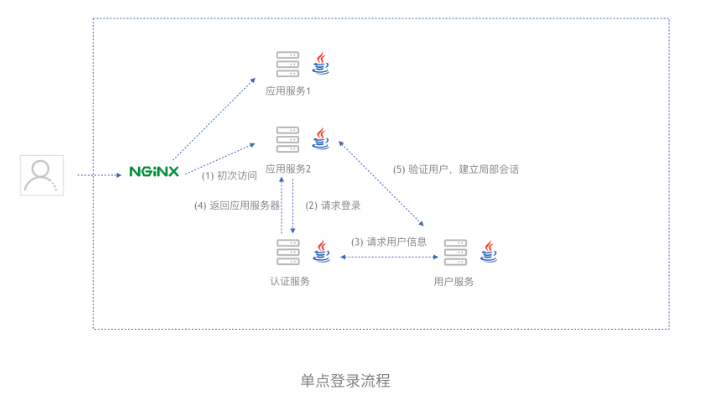 应用服务1
NGiNX
(1) 初次访问
应用服务2
(5) 验证用户，建立局部会话
(4) 返回应用服务器
(2) 请求登录
(3) 请求用户信息
认证服务
用户服务
单点登录流程